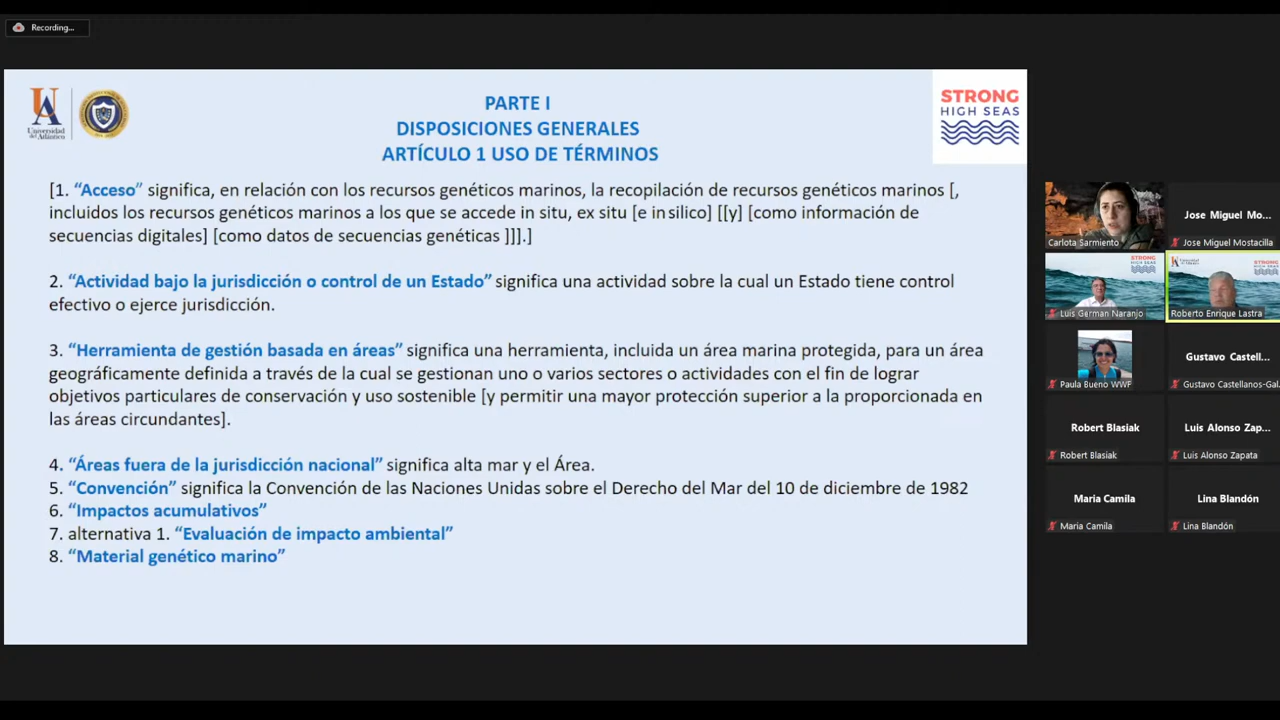 Recording...
Universidad
del Atlántico
STRONG
HIGH SEAS
PARTE I
DISPOSICIONES GENERALES
ARTÍCULO 1 USO DE TÉRMINOS
[1. “Acceso” significa, en relación con los recursos genéticos marinos, la recopilación de recursos genéticos marinos [,
incluidos los recursos genéticos marinos a los que se accede in situ, ex situ [e in silico] [[y] [como información de
secuencias digitales] [como datos de secuencias genéticas ]]].]
2. “Actividad bajo la jurisdicción o control de un Estado” significa una actividad sobre la cual un Estado tiene control
efectivo o ejerce jurisdicción.
3. “Herramienta de gestión basada en áreas” significa una herramienta, incluida un área marina protegida, para un área
geográficamente definida a través de la cual se gestionan uno o varios sectores o actividades con el fin de lograr
objetivos particulares de conservación y uso sostenible [y permitir una mayor protección superior a la proporcionada en
las áreas circundantes].
4. “Áreas fuera de la jurisdicción nacional” significa alta mar y el Área.
5. “Convención” significa la Convención de las Naciones Unidas sobre el Derecho del Mar del 10 de diciembre de 1982
6. “Impactos acumulativos”
7. alternativa 1. “Evaluación de impacto ambiental”
8. “Material genético marino”
Carlota Sarmiento
Jose Miguel Mo...
Jose Miguel Mostacilla
STRONG
HIGH SEAS
Luis German Naranjo
STRONG
HIGH SEAS
Roberto Enrique Lastra
Paula Bueno WWF
Gustavo Castell...
Gustavo Castellanos-Gal...
Robert Blasiak
Robert Blasiak
Luis Alonso Zap...
Luis Alonso Zapata
Maria Camila
Maria Camila
Lina Blandón
Lina Blandón